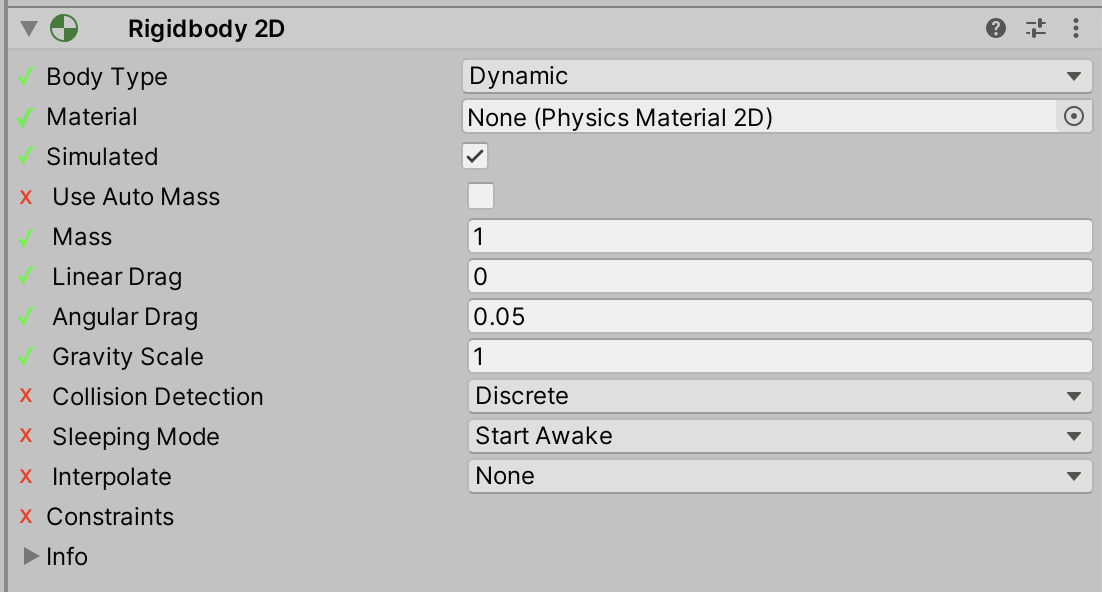 Rigidbody 2D
✓ Body Type Dynamic
✓ Material None (Physics Material 2D)
✓ Simulated ✓
x Use Auto Mass
✓ Mass 1
✓ Linear Drag 0
✓ Angular Drag 0.05
✓ Gravity Scale 1
x Collision Detection Discrete
x Sleeping Mode Start Awake
x Interpolate None
x Constraints
Info